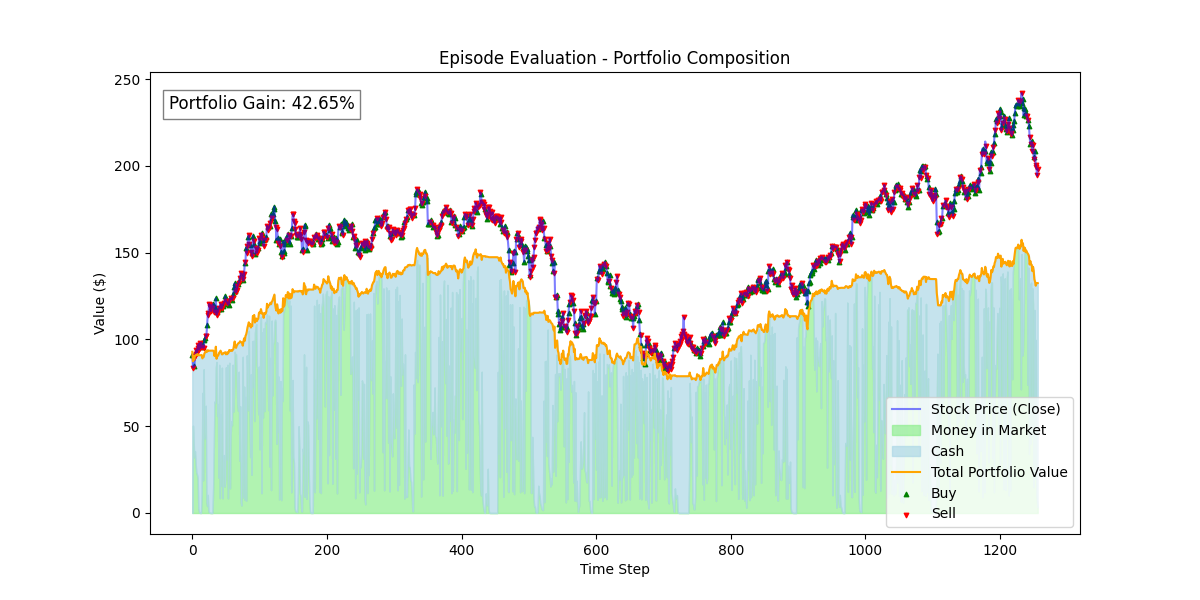 Episode Evaluation - Portfolio Composition
Portfolio Gain: 42.65%
Value ($)
250
200
150
100
50
0
0 200 400 600 800 1000 1200
Time Step
Stock Price (Close)
Money in Market
Cash
Total Portfolio Value
Buy
Sell